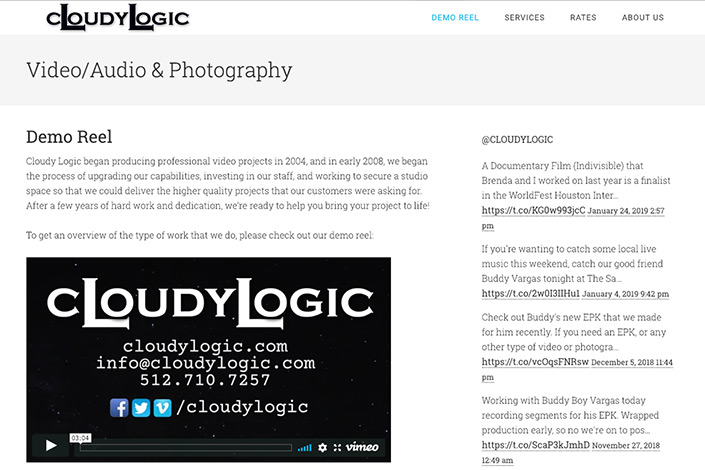 cLoudyLogic
DEMO REEL SERVICES RATES ABOUT US
Video/Audio & Photography
Demo Reel
Cloudy Logic began producing professional video projects in 2004, and in early 2008, we began
the process of upgrading our capabilities, investing in our staff, and working to secure a studio
space so that we could deliver the higher quality projects that our customers were asking for.
After a few years of hard work and dedication, we're ready to help you bring your project to life!
To get an overview of the type of work that we do, please check out our demo reel:
cLoudyLogic
cloudylogic.com
info@cloudylogic.com
512.710.7257
/cloudylogic
03:04
vimeo
@CLOUDYLOGIC
A Documentary Film (Indivisible) that
Brenda and I worked on last year is a finalist
in the WorldFest Houston Inter...
https://t.co/KG0w993jcC January 24, 2019 2:57
pm
If you're wanting to catch some local live
music this weekend, catch our good friend
Buddy Vargas tonight at The Sa...
https://t.co/2w0I3IIHuI January 4, 2019 9:42 pm
Check out Buddy's new EPK that we made
for him recently. If you need an EPK, or any
other type of video or photogra...
https://t.co/vcOqsFNRsw December 5, 2018 11:44
pm
Working with Buddy Boy Vargas today
recording segments for his EPK. Wrapped
production early, so no we're on to pos...
https://t.co/ScaP3kJmhD November 27, 2018
12:49 am